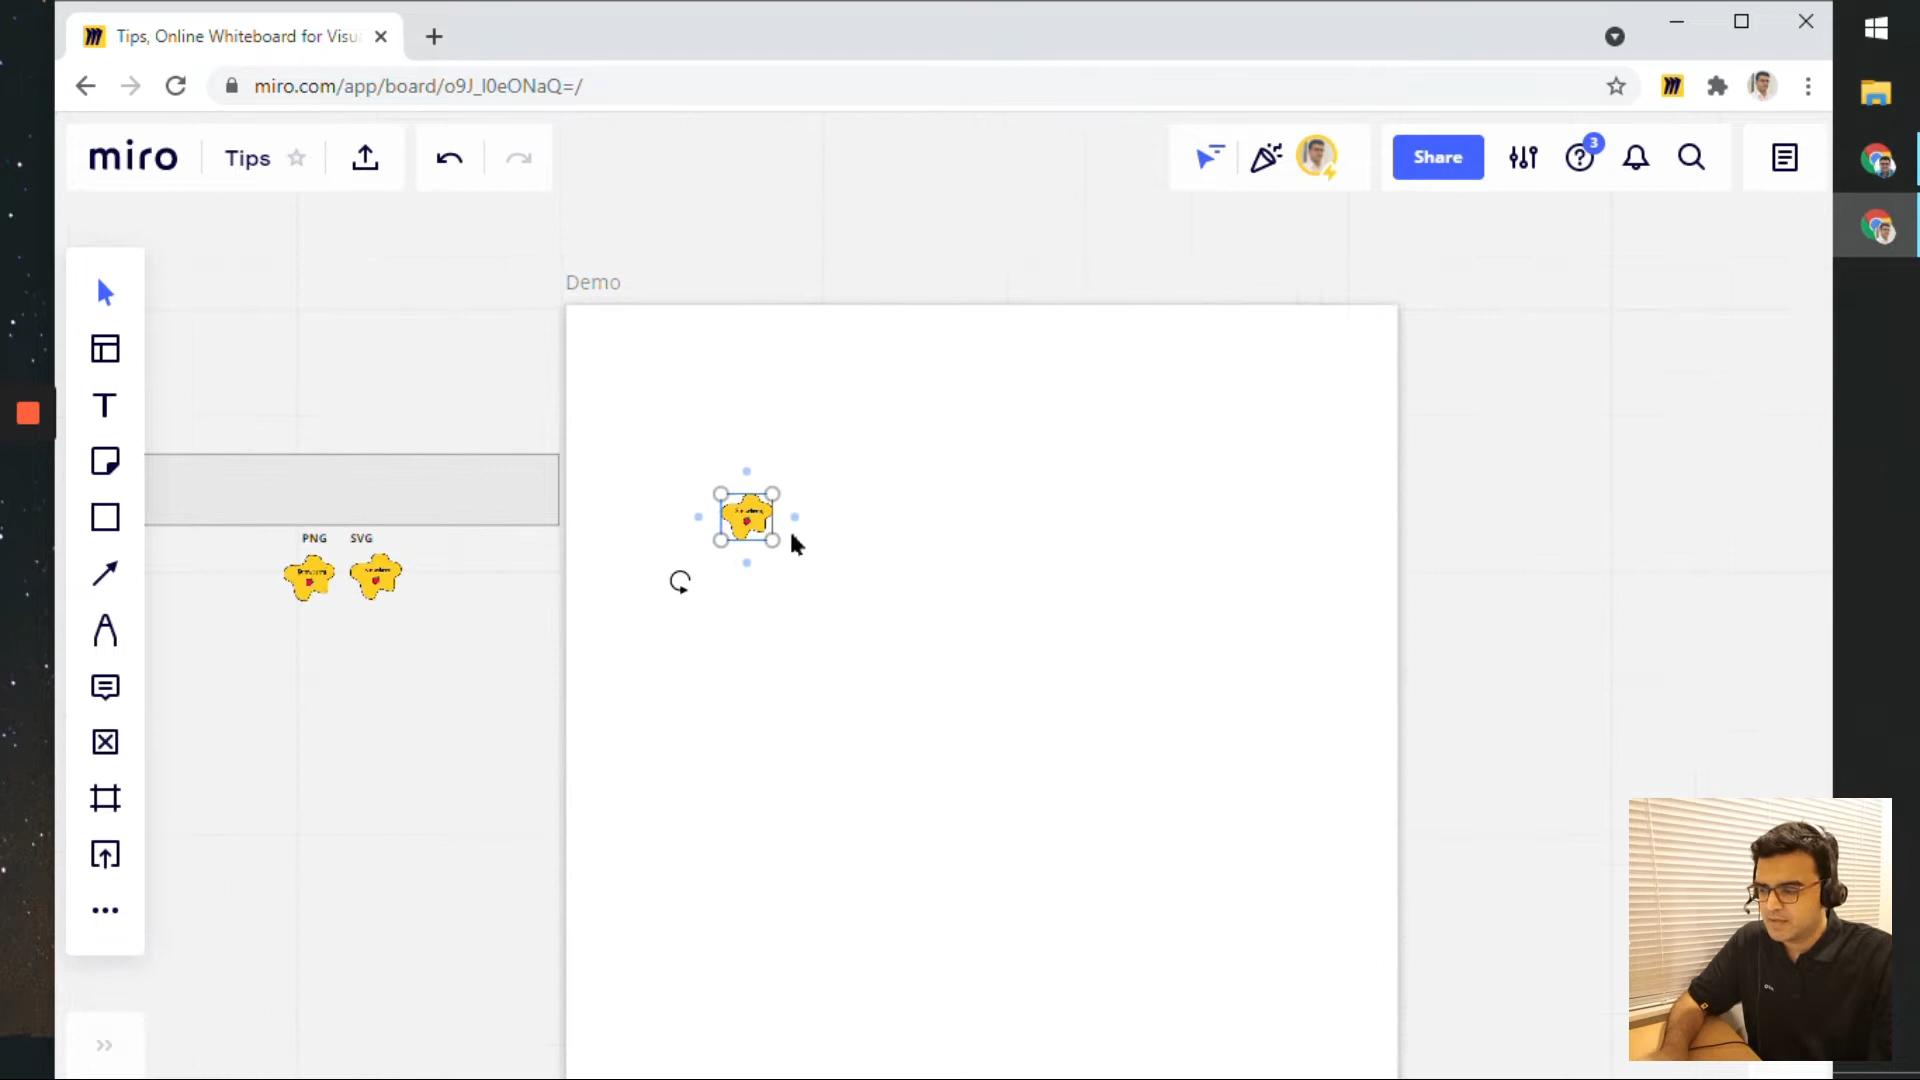 Tips, Online Whiteboard for Visu
miro.com/app/board/o9J_l0eONaQ=/
miro
Tips
Share
3
Demo
PNG SVG